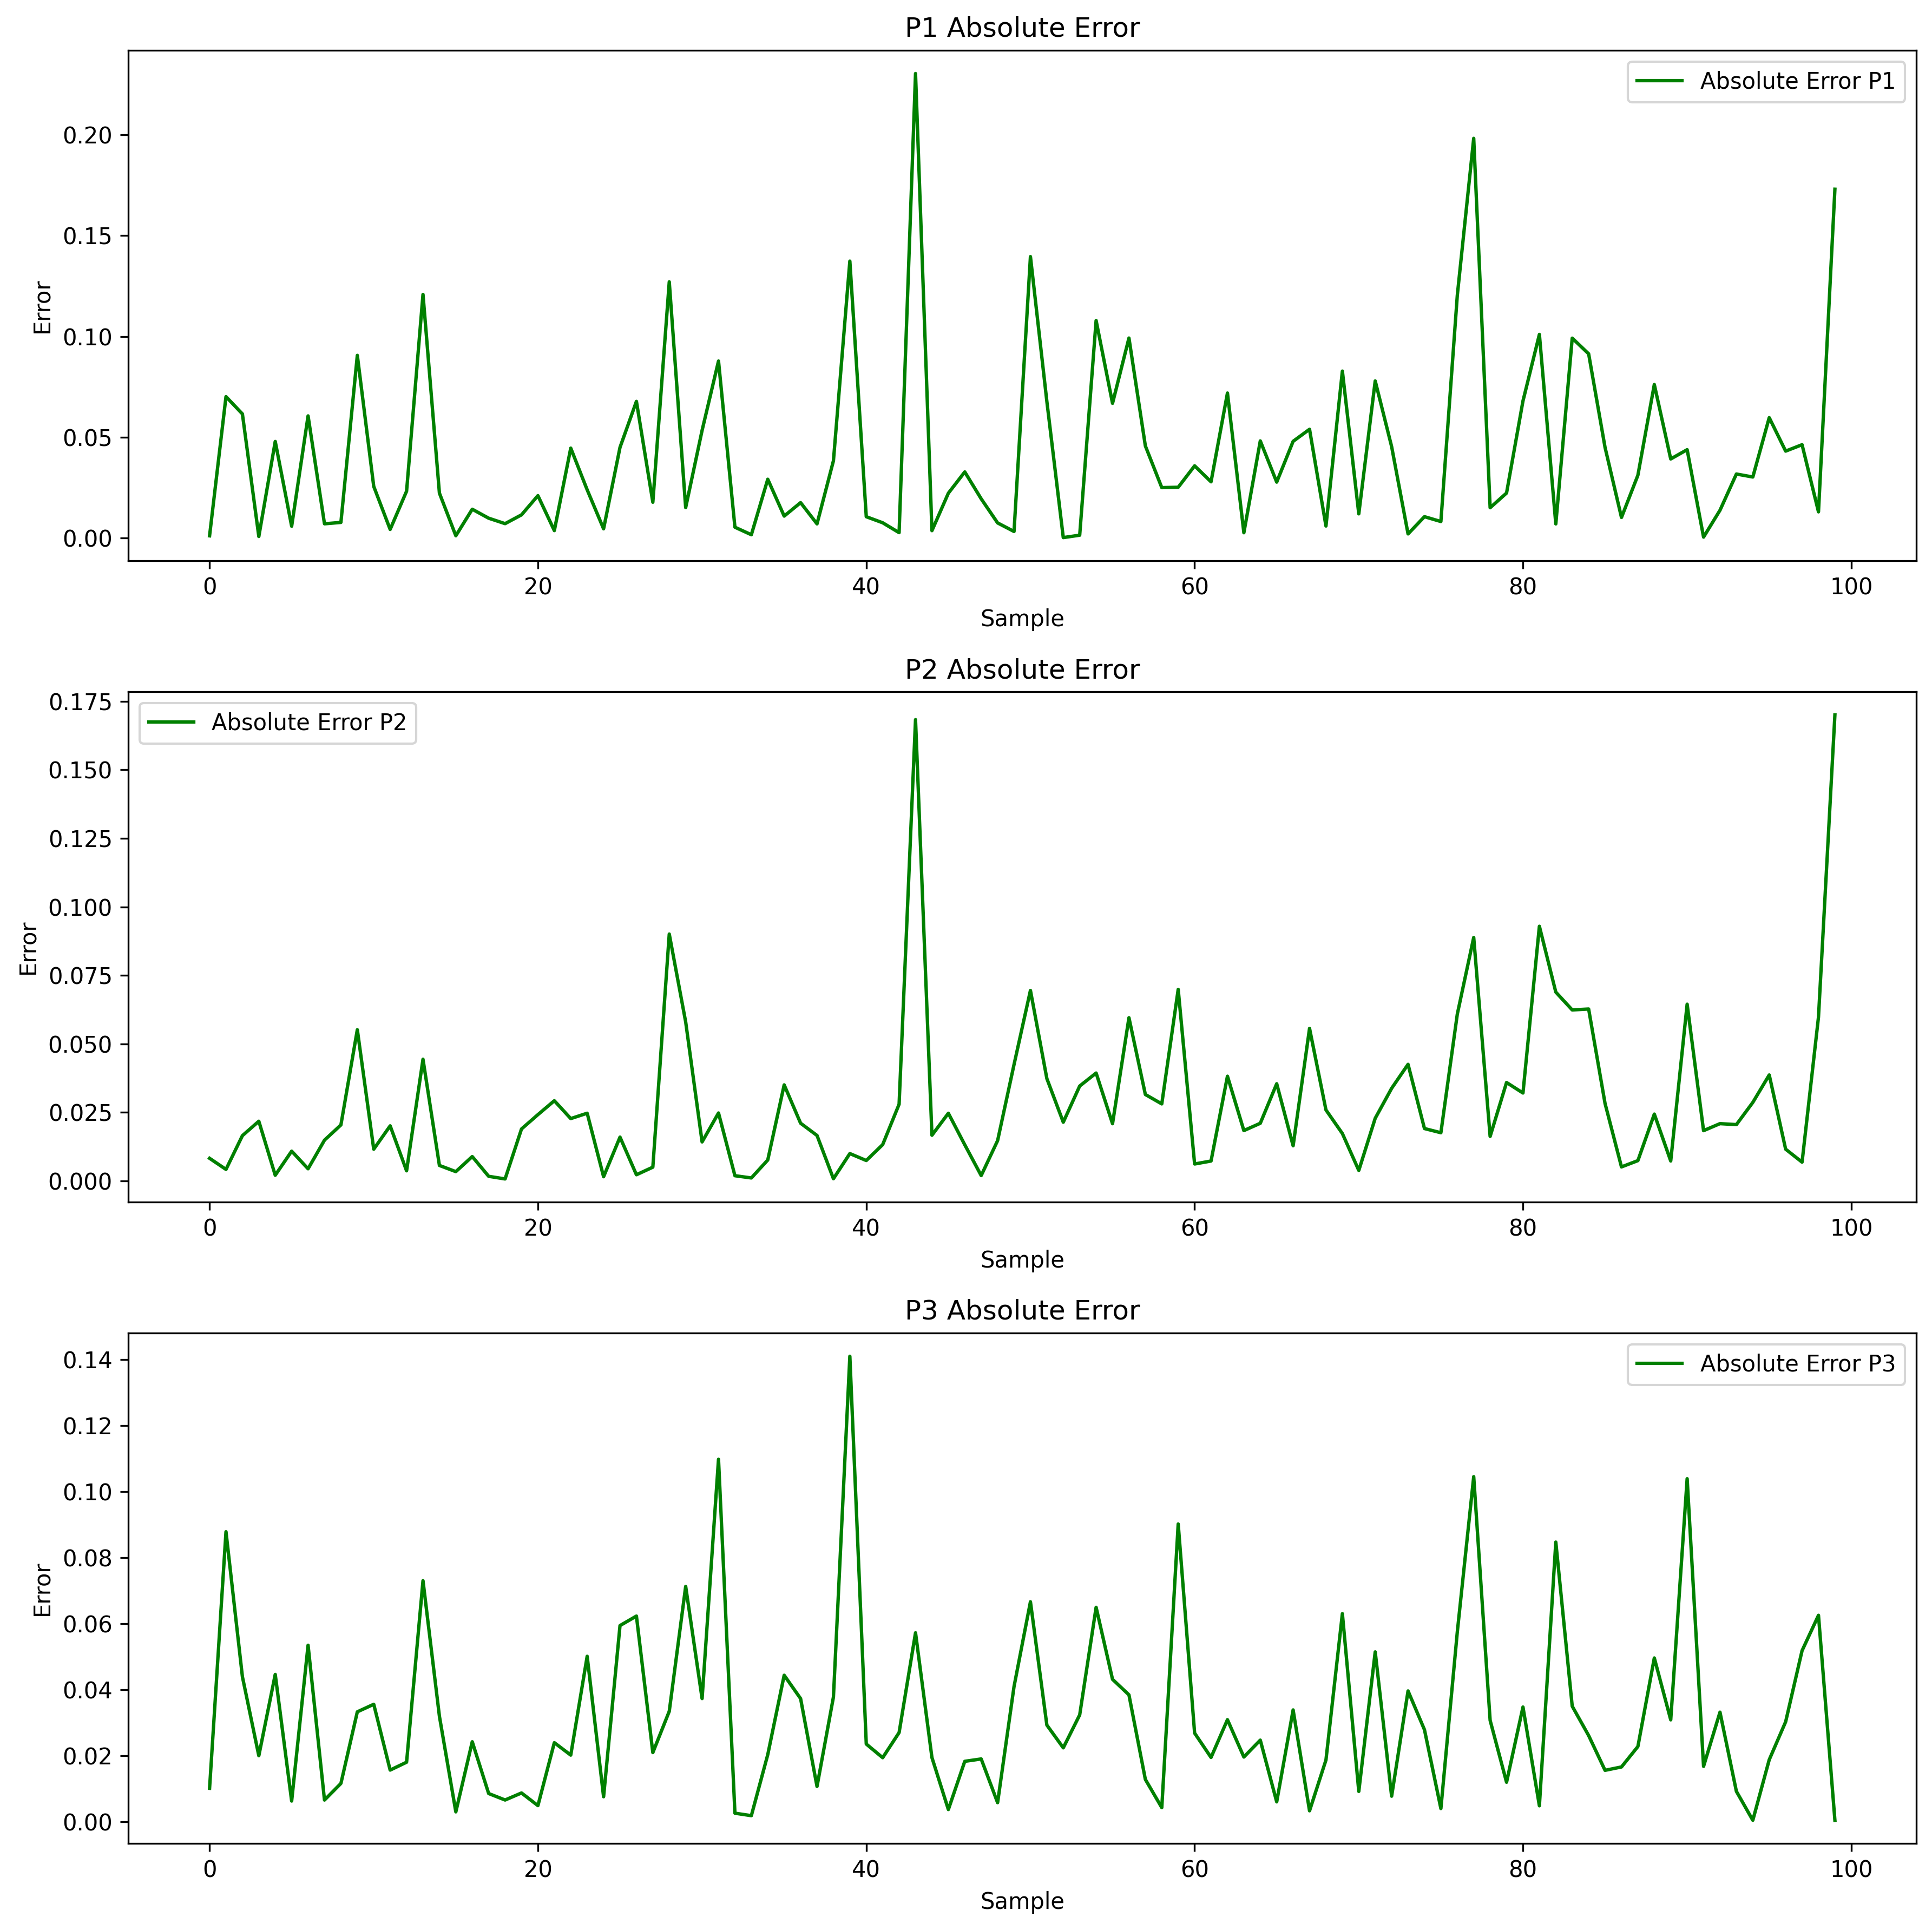 P1 Absolute Error
Absolute Error P1
0.20
0.15
0.10
0.05
0.00
Error
0 20 40 60 80 100
Sample
P2 Absolute Error
Absolute Error P2
0.175
0.150
0.125
0.100
0.075
0.050
0.025
0.000
Error
0 20 40 60 80 100
Sample
P3 Absolute Error
Absolute Error P3
0.14
0.12
0.10
0.08
0.06
0.04
0.02
0.00
Error
0 20 40 60 80 100
Sample